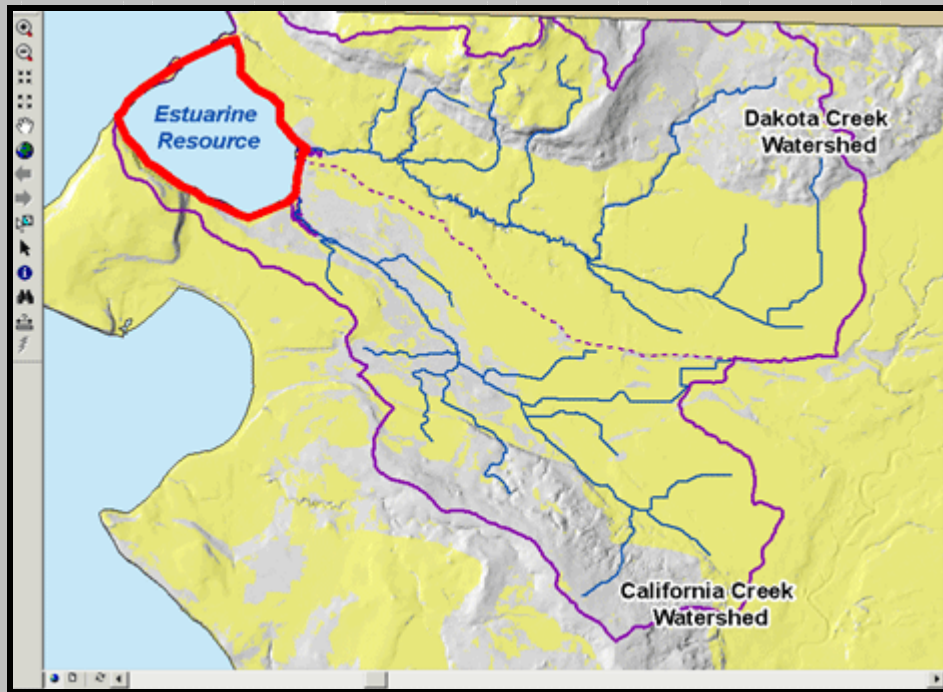 Estuarine
Resource
Dakota Creek
Watershed
California Creek
Watershed